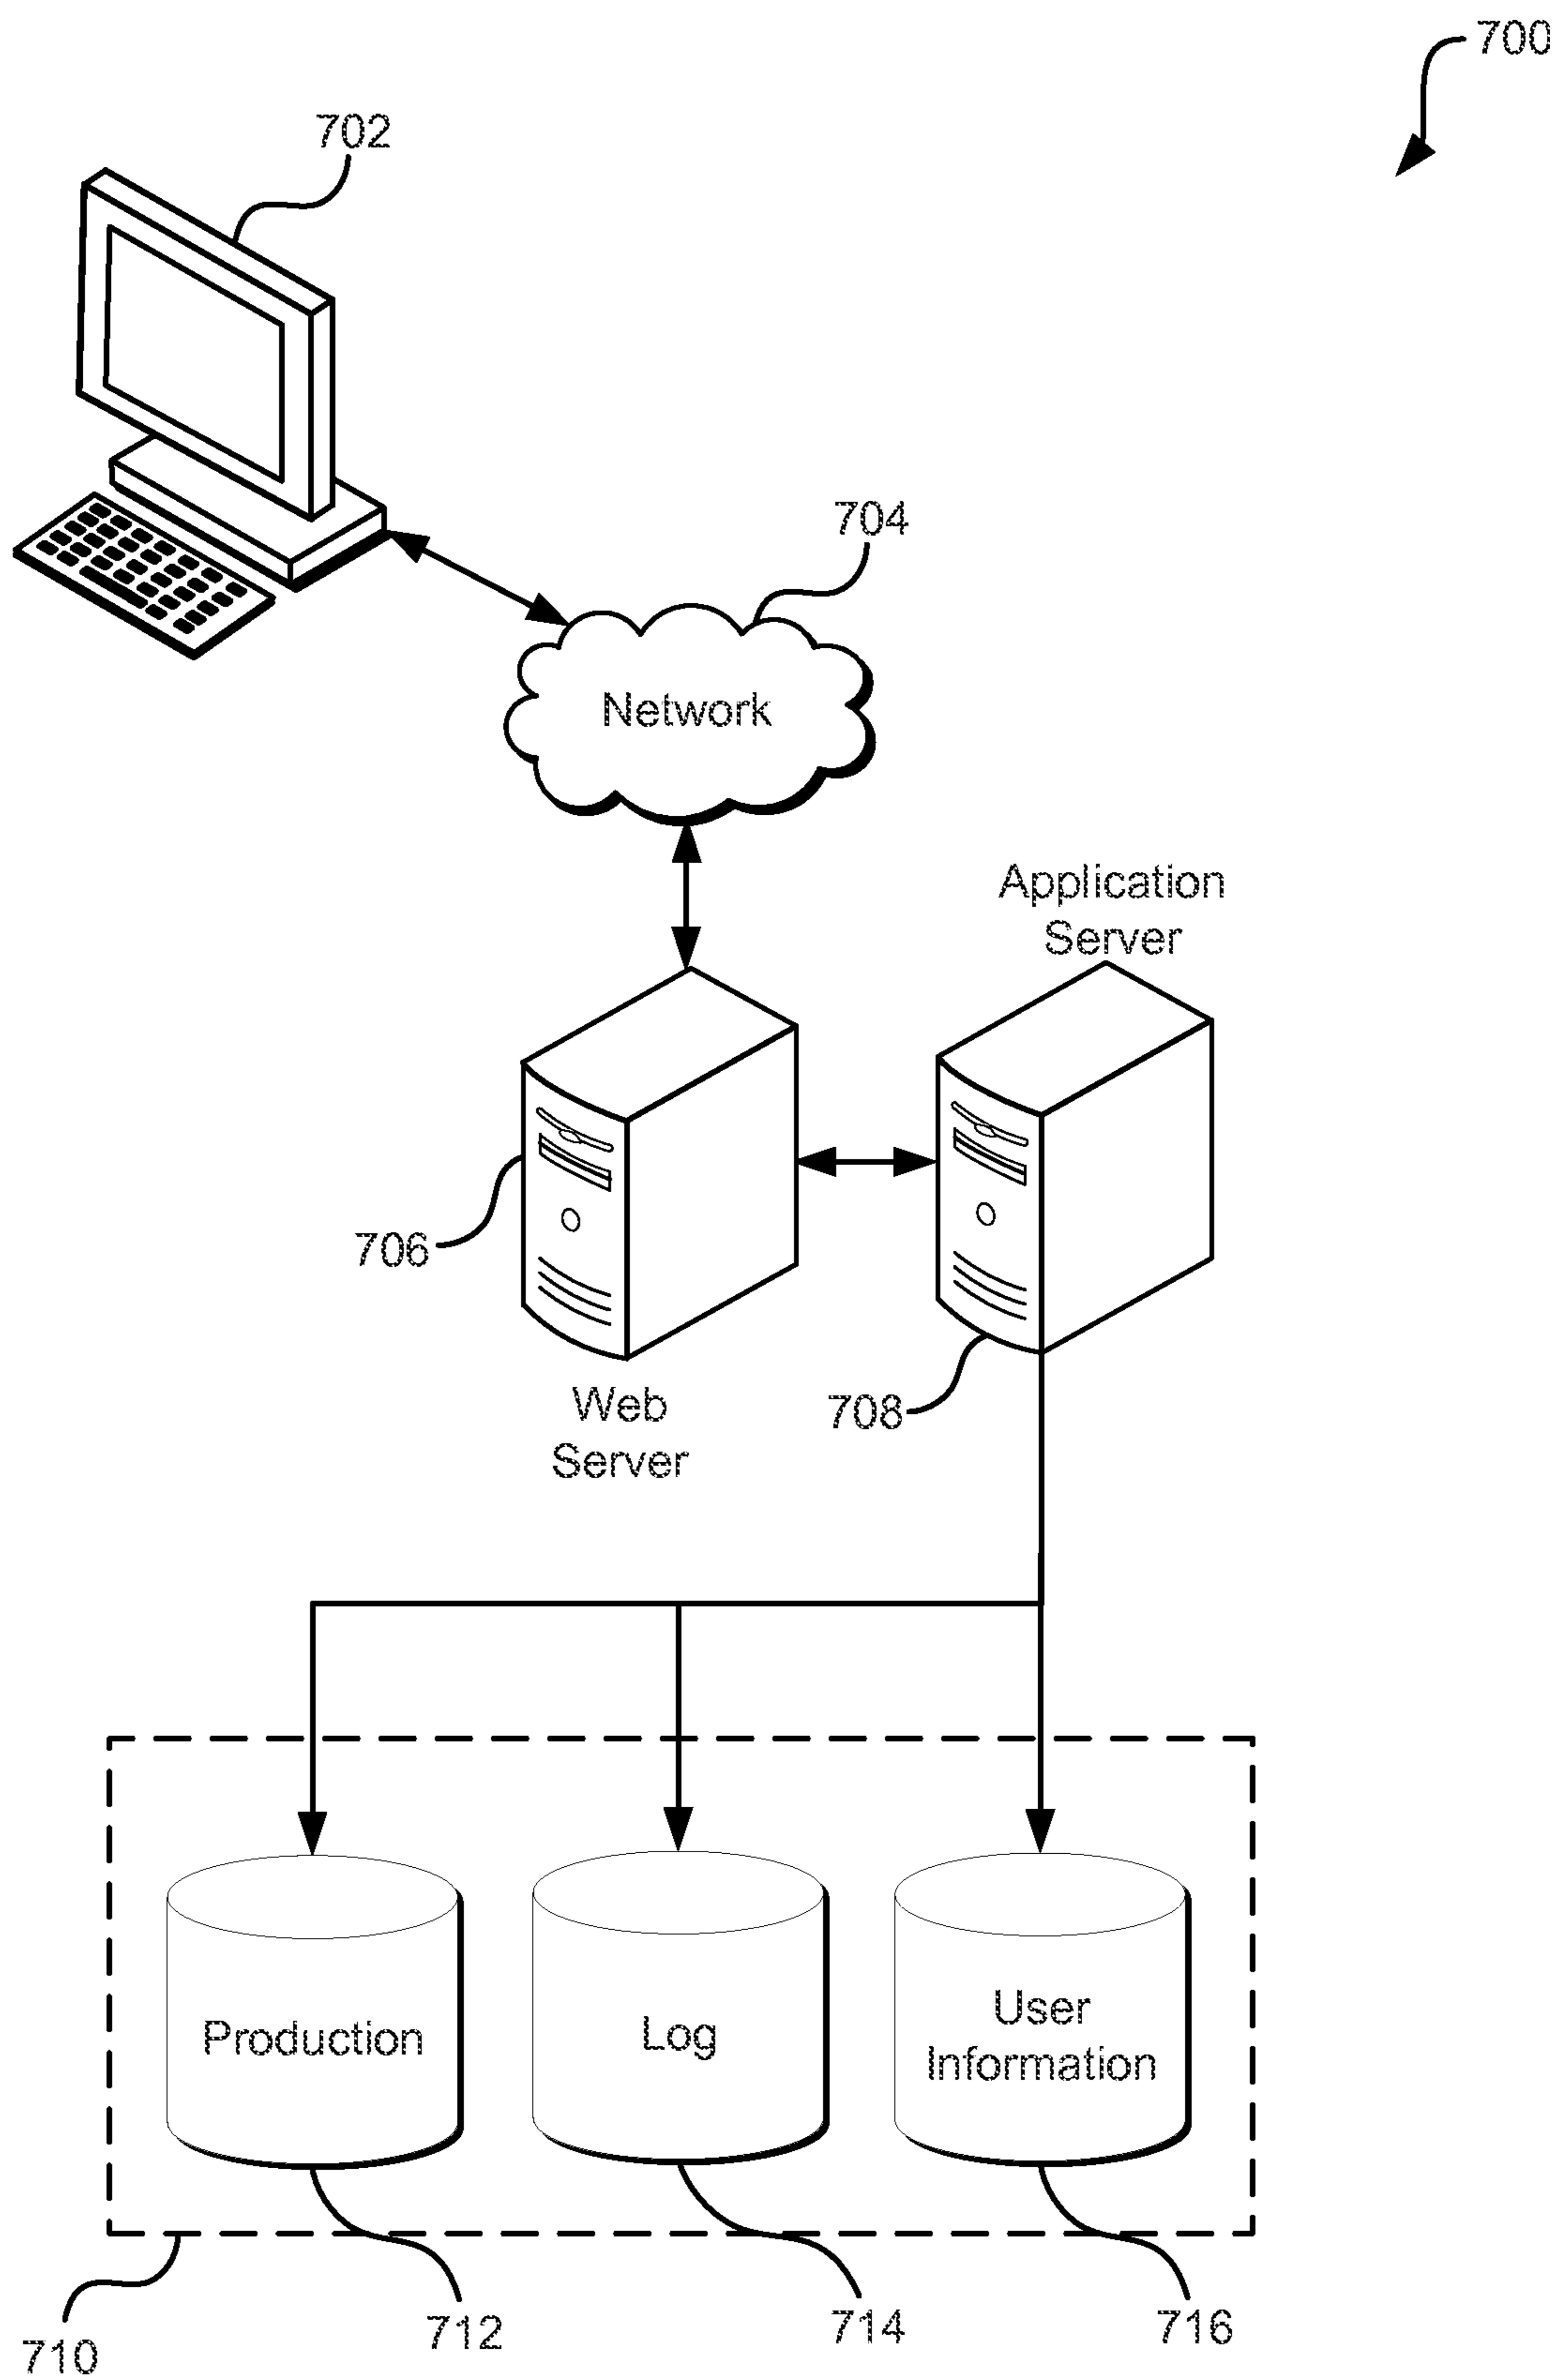 700
702
704
Network
Application
Server
706
Web
Server
708
Production
Log
User
Information
710
712
714
716